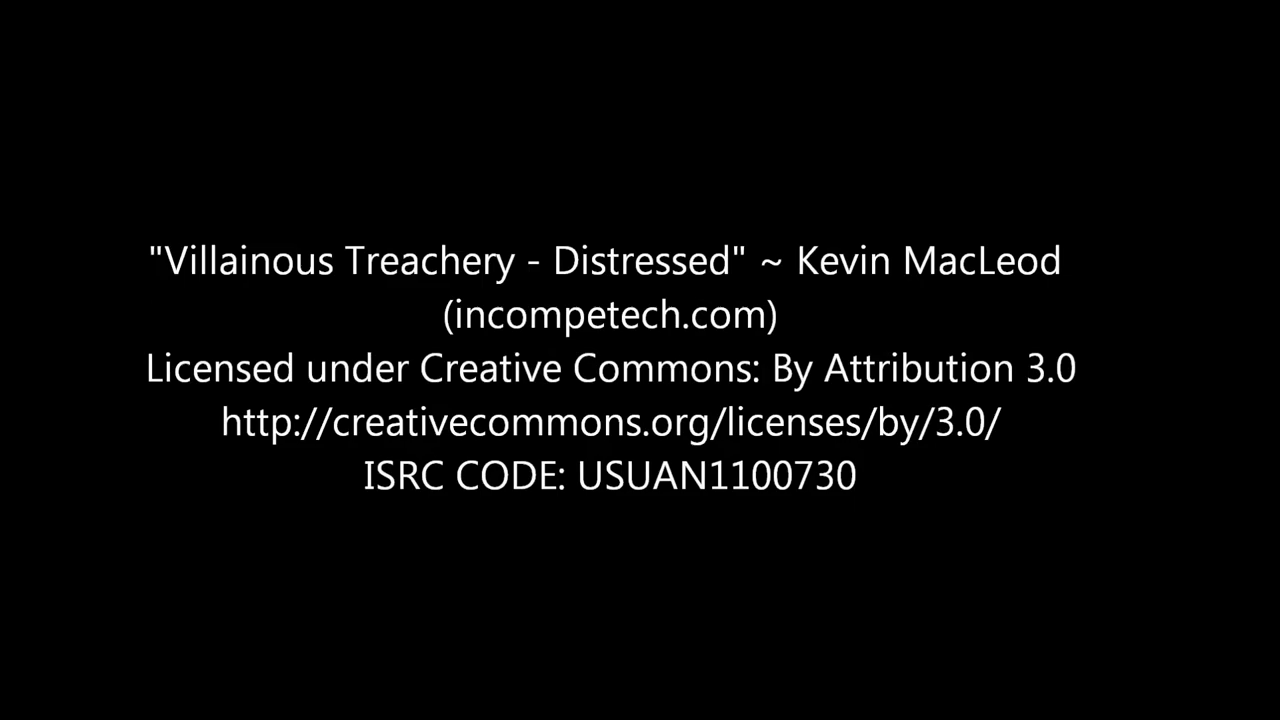 "Villainous Treachery - Distressed" ~ Kevin MacLeod
(incompetech.com)
Licensed under Creative Commons: By Attribution 3.0
http://creativecommons.org/licenses/by/3.0/
ISRC CODE: USUAN1100730